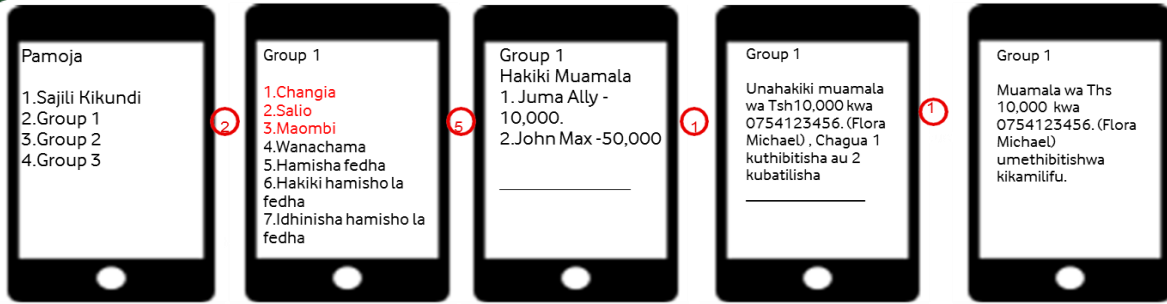 Pamoja
1.Sajili Kikundi
2.Group 1
3.Group 2
4.Group 3
2
Group 1
1.Changia
2.Salio
3.Maombi
4.Wanachama
5.Hamisha fedha
6.Hakiki hamisho la
fedha
7.Idhinisha hamisho la
fedha
5
Group 1
Hakiki Muamala
1. Juma Ally -
10,000.
2.John Max -50,000
1
Group 1
Unahakiki muamala
wa Tsh10,000 kwa
0754123456. (Flora
Michael) , Chagua 1
kuthibitisha au 2
kubatilisha
1
Group 1
Muamala wa Ths
10,000 kwa
0754123456. (Flora
Michael)
umethibitishwa
kikamilifu.